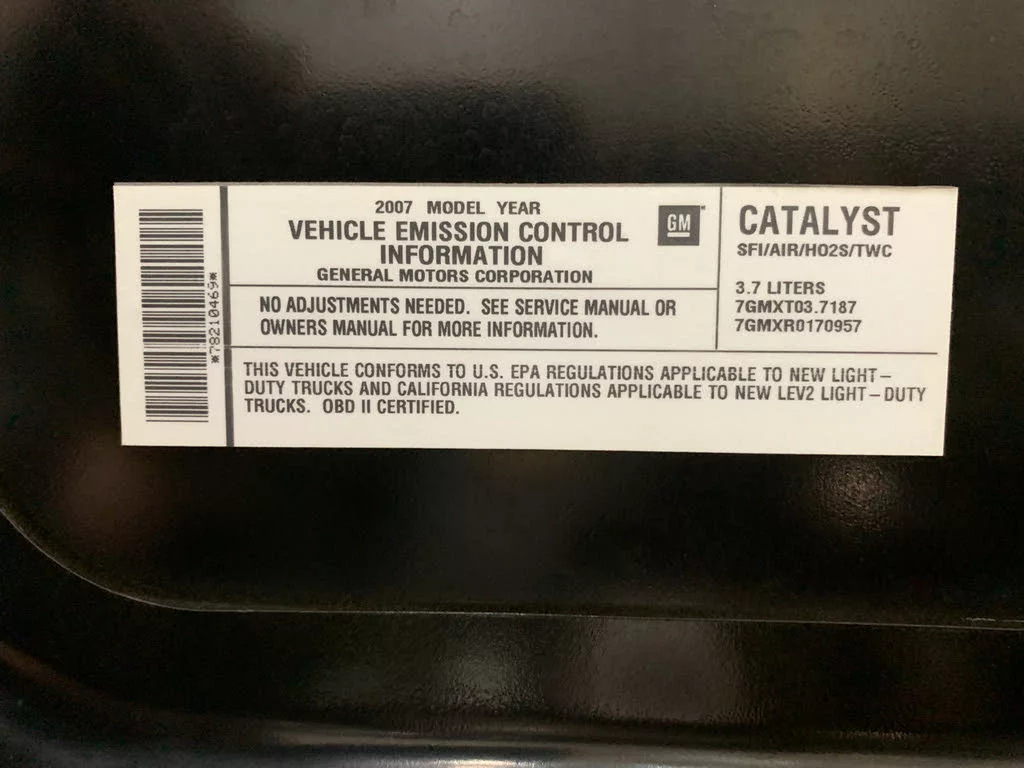 *78210469*
2007 MODEL YEAR
VEHICLE EMISSION CONTROL
INFORMATION
GENERAL MOTORS CORPORATION
GM
NO ADJUSTMENTS NEEDED. SEE SERVICE MANUAL OR
OWNERS MANUAL FOR MORE INFORMATION.
CATALYST
SFI/AIR/HO2S/TWC
3.7 LITERS
7GMXT03.7187
7GMXR0170957
THIS VEHICLE CONFORMS TO U.S. EPA REGULATIONS APPLICABLE TO NEW LIGHT–
DUTY TRUCKS AND CALIFORNIA REGULATIONS APPLICABLE TO NEW LEV2 LIGHT–DUTY
TRUCKS. OBD II CERTIFIED.